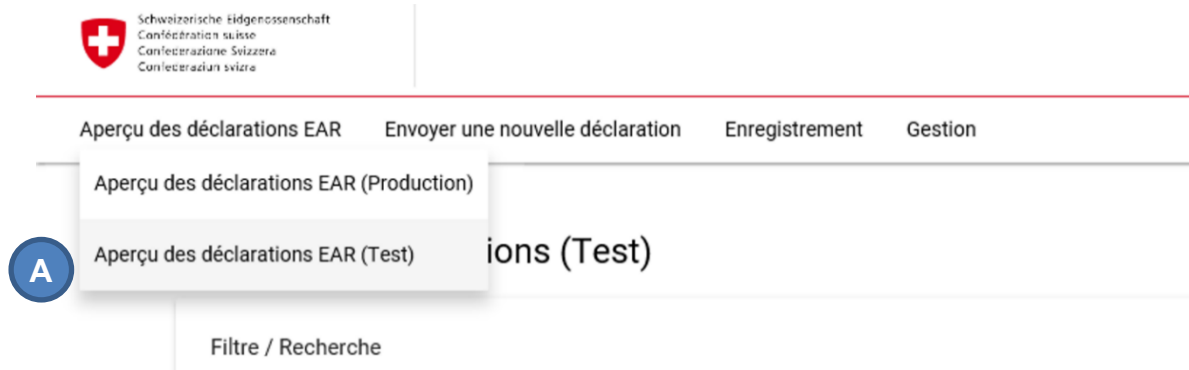 Schweizerische Eidgenossenschaft
Confédération suisse
Confederazione Svizzera
Confederaziun svizra
Aperçu des déclarations EAR Envoyer une nouvelle déclaration Enregistrement Gestion
Aperçu des déclarations EAR (Production)
A Aperçu des déclarations EAR (Test) ions (Test)
Filtre / Recherche